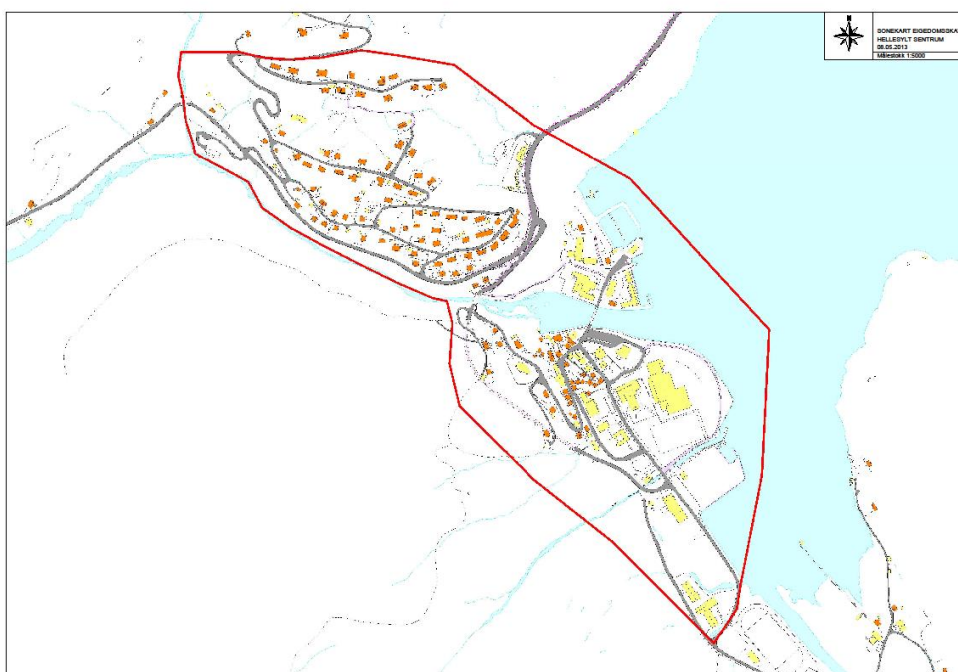 N
SONEKART EIGEDOMSSKA
HELLESYLT SENTRUM
08.05.2013
Målestokk 1:5000